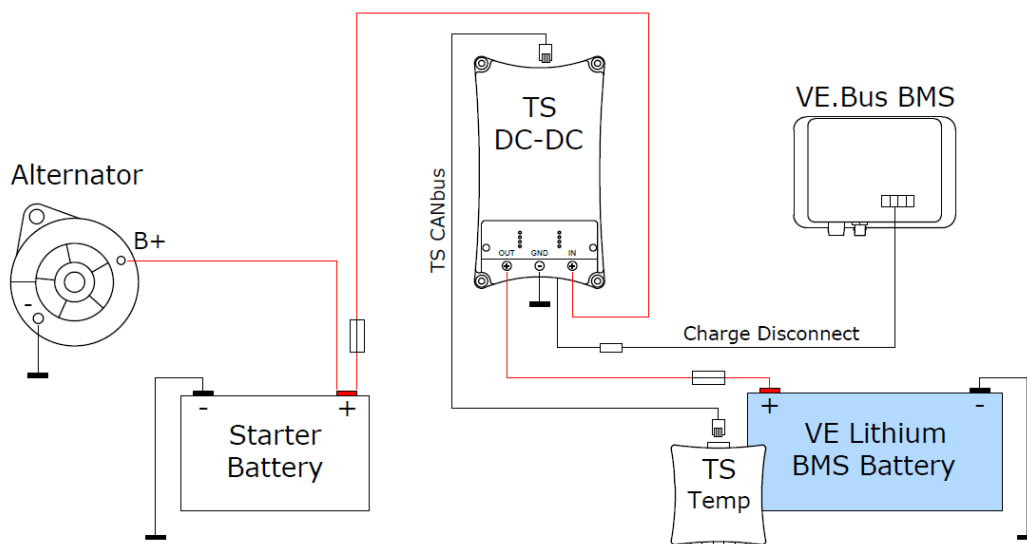 TS
DC-DC
OUT GND IN
VE.Bus BMS
Alternator
B+
-
TS CANbus
Charge Disconnect
- +
Starter
Battery
+ -
VE Lithium
BMS Battery
TS
Temp